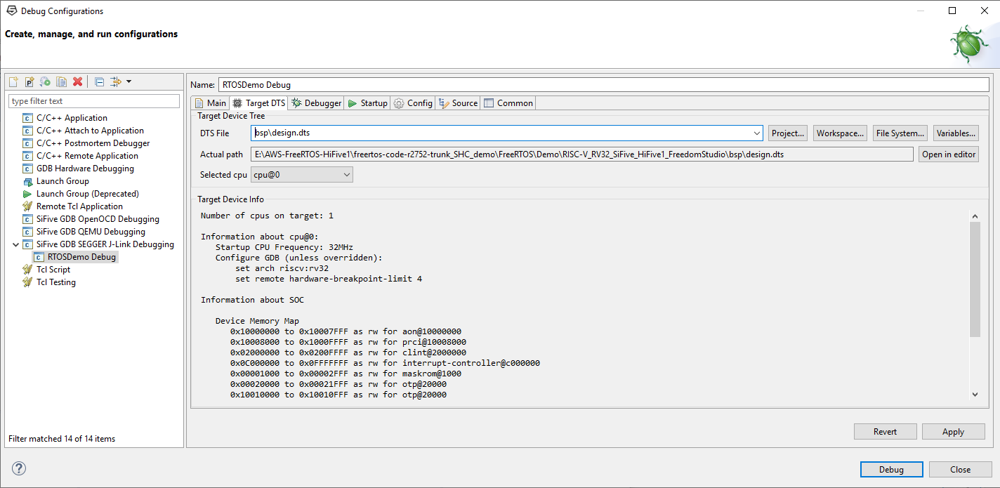 Debug Configurations
Create, manage, and run configurations
type filter text
C/C++ Application
C/C++ Attach to Application
C/C++ Postmortem Debugger
C/C++ Remote Application
GDB Hardware Debugging
Launch Group
Launch Group (Deprecated)
Remote Tcl Application
SiFive GDB OpenOCD Debugging
SiFive GDB QEMU Debugging
SiFive GDB SEGGER J-Link Debugging
RTOSDemo Debug
Tcl Script
Tcl Testing
Filter matched 14 of 14 items
Name: RTOSDemo Debug
Main Target DTS Debugger Startup Config Source Common
Target Device Tree
DTS File bsp\design.dts Project... Workspace... File System... Variables...
Actual path E:\AWS-FreeRTOS-HiFive1\freertos-code-r2752-trunk_SHC_demo\FreeRTOS\Demo\RISC-V_RV32_SiFive_HiFive1_FreedomStudio\bsp\design.dts Open in editor
Selected cpu cpu@0
Target Device Info
Number of cpus on target: 1
Information about cpu@0:
Startup CPU Frequency: 32MHz
Configure GDB (unless overridden):
set arch riscv:rv32
set remote hardware-breakpoint-limit 4
Information about SOC
Device Memory Map
0x10000000 to 0x10007FFF as rw for aon@10000000
0x10008000 to 0x1000FFFF as rw for prci@10008000
0x02000000 to 0x0200FFFF as rw for clint@2000000
0x0C000000 to 0x0FFFFFFF as rw for interrupt-controller@c000000
0x00001000 to 0x00002FFF as rw for maskrom@1000
0x00020000 to 0x00021FFF as rw for otp@20000
0x10010000 to 0x10010FFF as rw for otp@20000
Revert Apply
? Debug Close